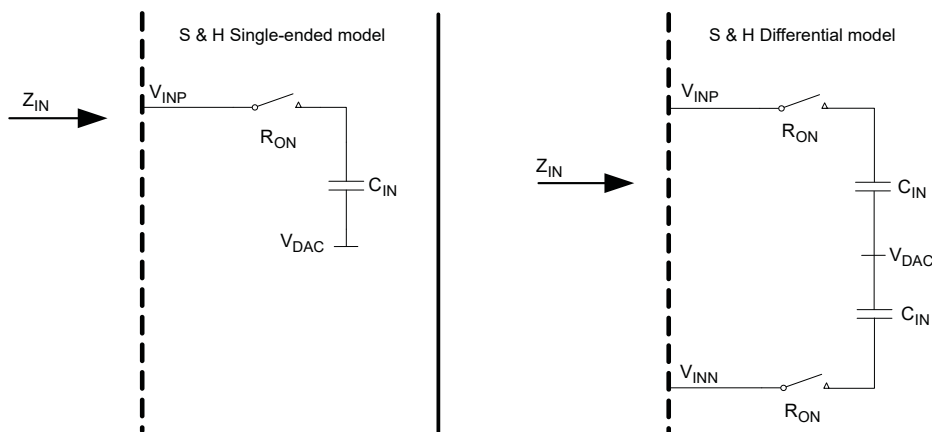 S & H Single-ended model
V_INP
Z_IN
R_ON
C_IN
V_DAC
S & H Differential model
V_INP
R_ON
Z_IN
C_IN
V_DAC
C_IN
V_INN
R_ON